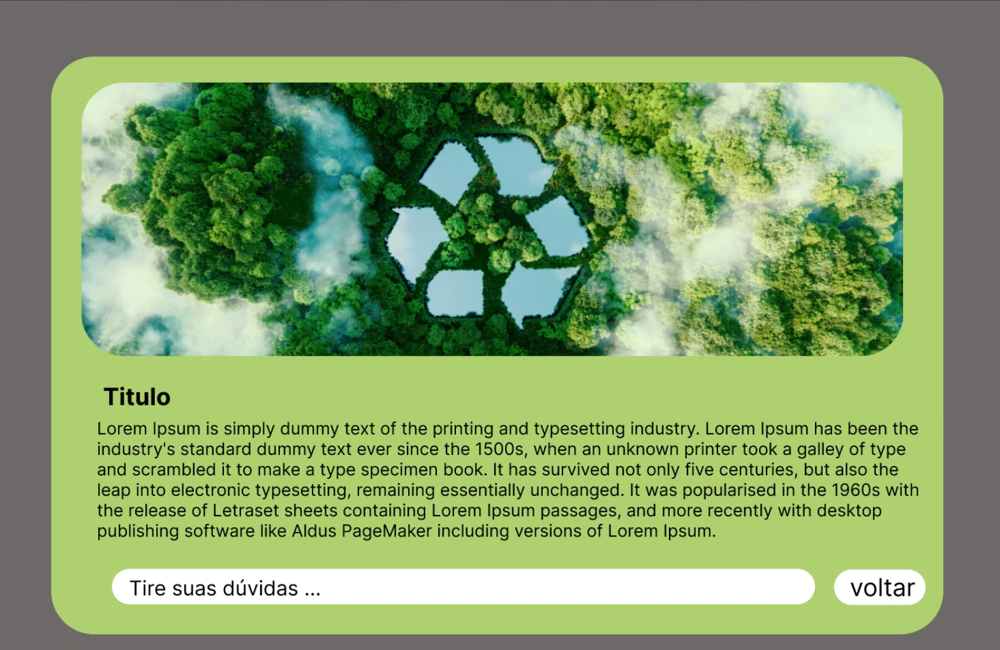 Titulo
Lorem Ipsum is simply dummy text of the printing and typesetting industry. Lorem Ipsum has been the
industry's standard dummy text ever since the 1500s, when an unknown printer took a galley of type
and scrambled it to make a type specimen book. It has survived not only five centuries, but also the
leap into electronic typesetting, remaining essentially unchanged. It was popularised in the 1960s with
the release of Letraset sheets containing Lorem Ipsum passages, and more recently with desktop
publishing software like Aldus PageMaker including versions of Lorem Ipsum.
Tire suas dúvidas ...
voltar